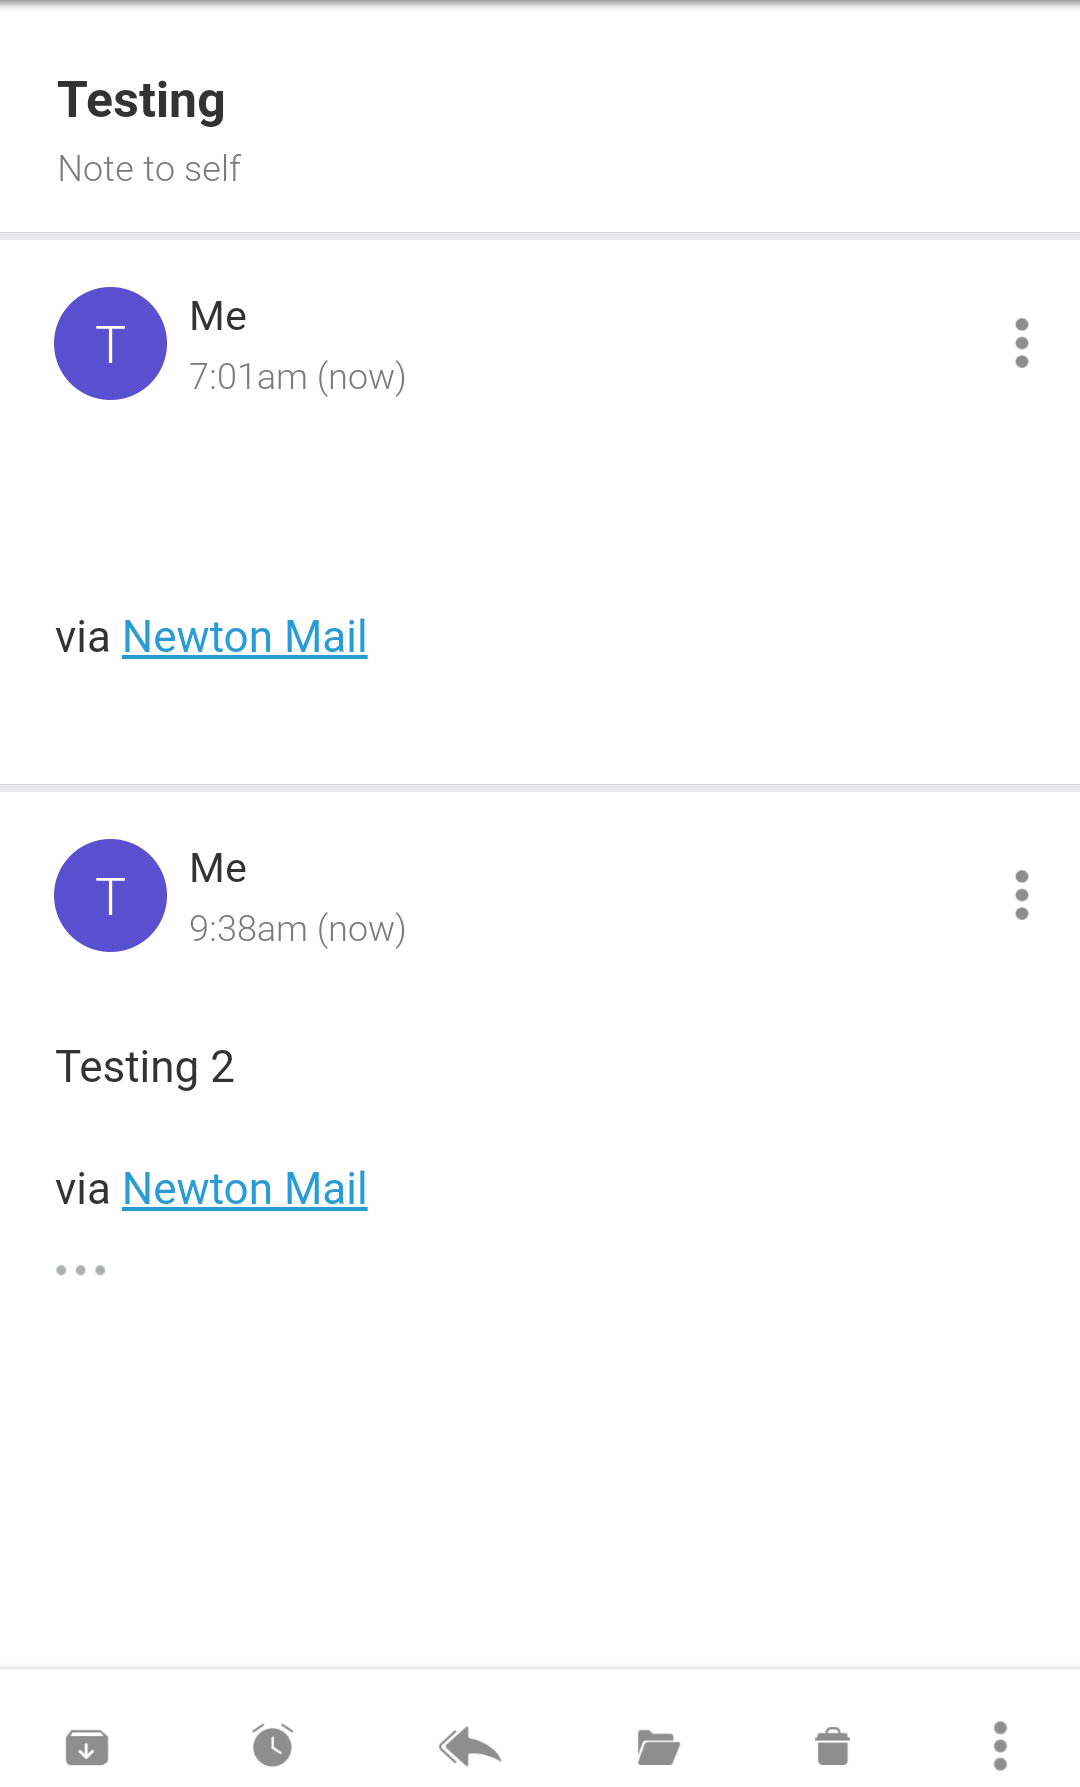 Testing
Note to self
T
Me
7:01am (now)
via Newton Mail
T
Me
9:38am (now)
Testing 2
via Newton Mail